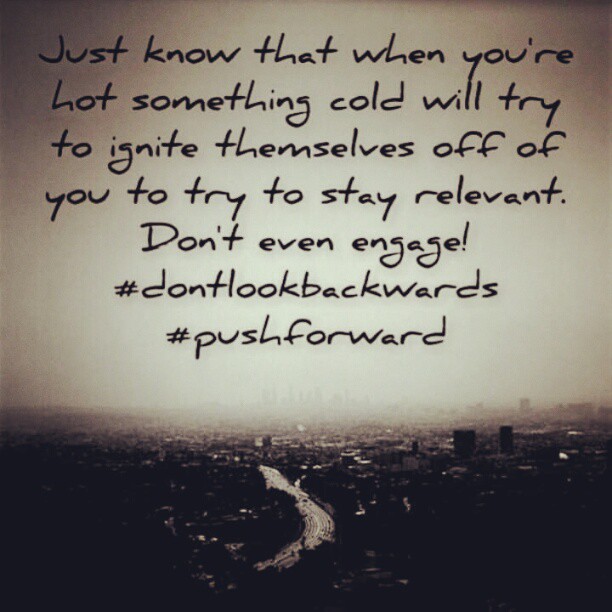 Just know that when you're
hot something cold will try
to ignite themselves off of
you to try to stay relevant.
Don't even engage!
#dontlookbackwards
#pushforward